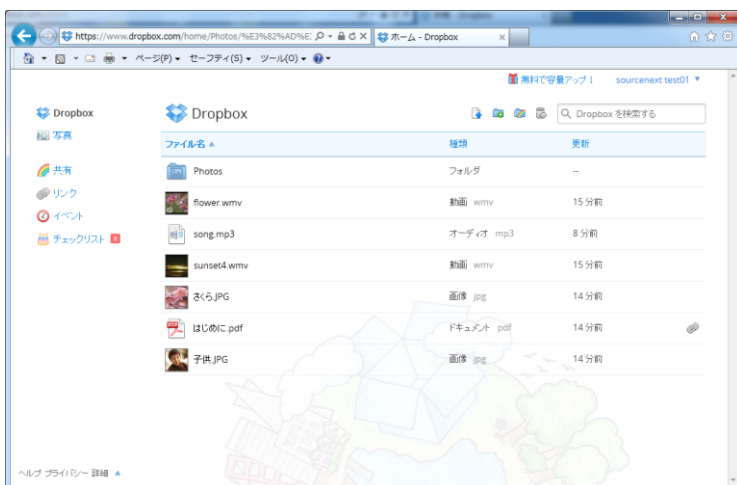 https://www.dropbox.com/home/Photos/%E3%82%AD%E:
ホーム - Dropbox
ページ(P) セーフティ(S) ツール(O)
無料で容量アップ！ sourcenext test01
Dropbox
写真
共有
リンク
イベント
チェックリスト
Dropbox
Dropbox を検索する
ファイル名 種類 更新
Photos フォルダ --
flower.wmv 動画 wmv 15 分前
song.mp3 オーディオ mp3 8 分前
sunset4.wmv 動画 wmv 15 分前
さくら.JPG 画像 jpg 14 分前
はじめに.pdf ドキュメント pdf 14 分前
子供.JPG 画像 jpg 14 分前
ヘルプ プライバシー 詳細